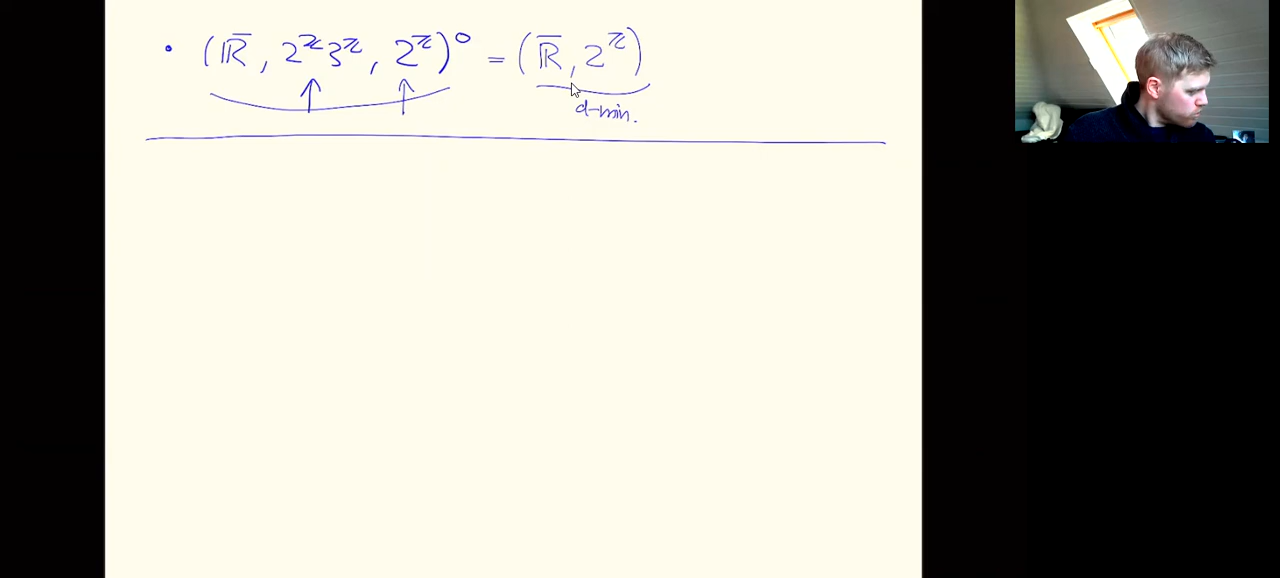 • (ℝ̄, 2^ℤ3^ℤ, 2^ℤ)° = (ℝ̄, 2^ℤ)
d-min.